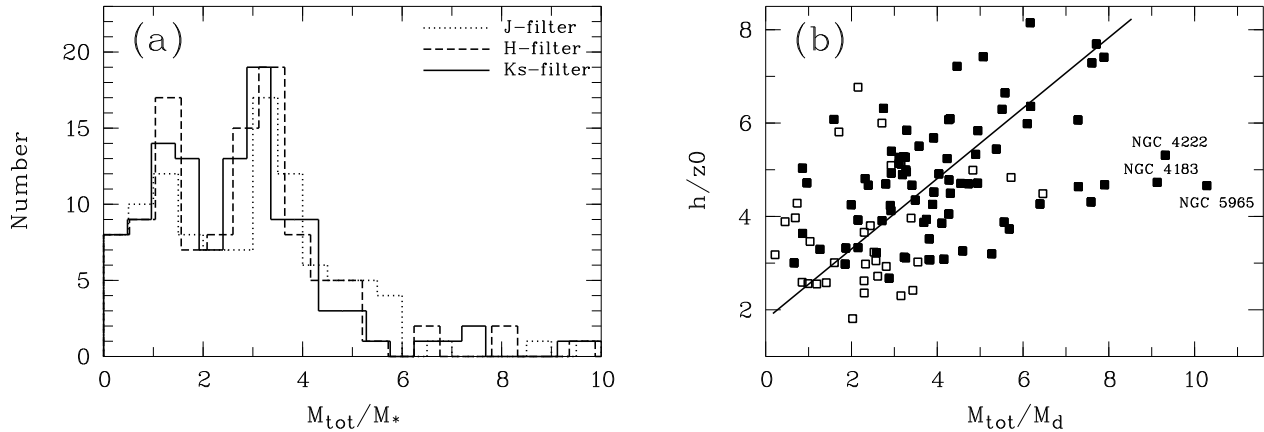 (a)
J-filter
H-filter
Ks-filter
Number
0
5
10
15
20
0 2 4 6 8 10
M_tot/M_*
(b)
NGC 4222
NGC 4183
NGC 5965
h/z0
2
4
6
8
0 2 4 6 8 10
M_tot/M_d